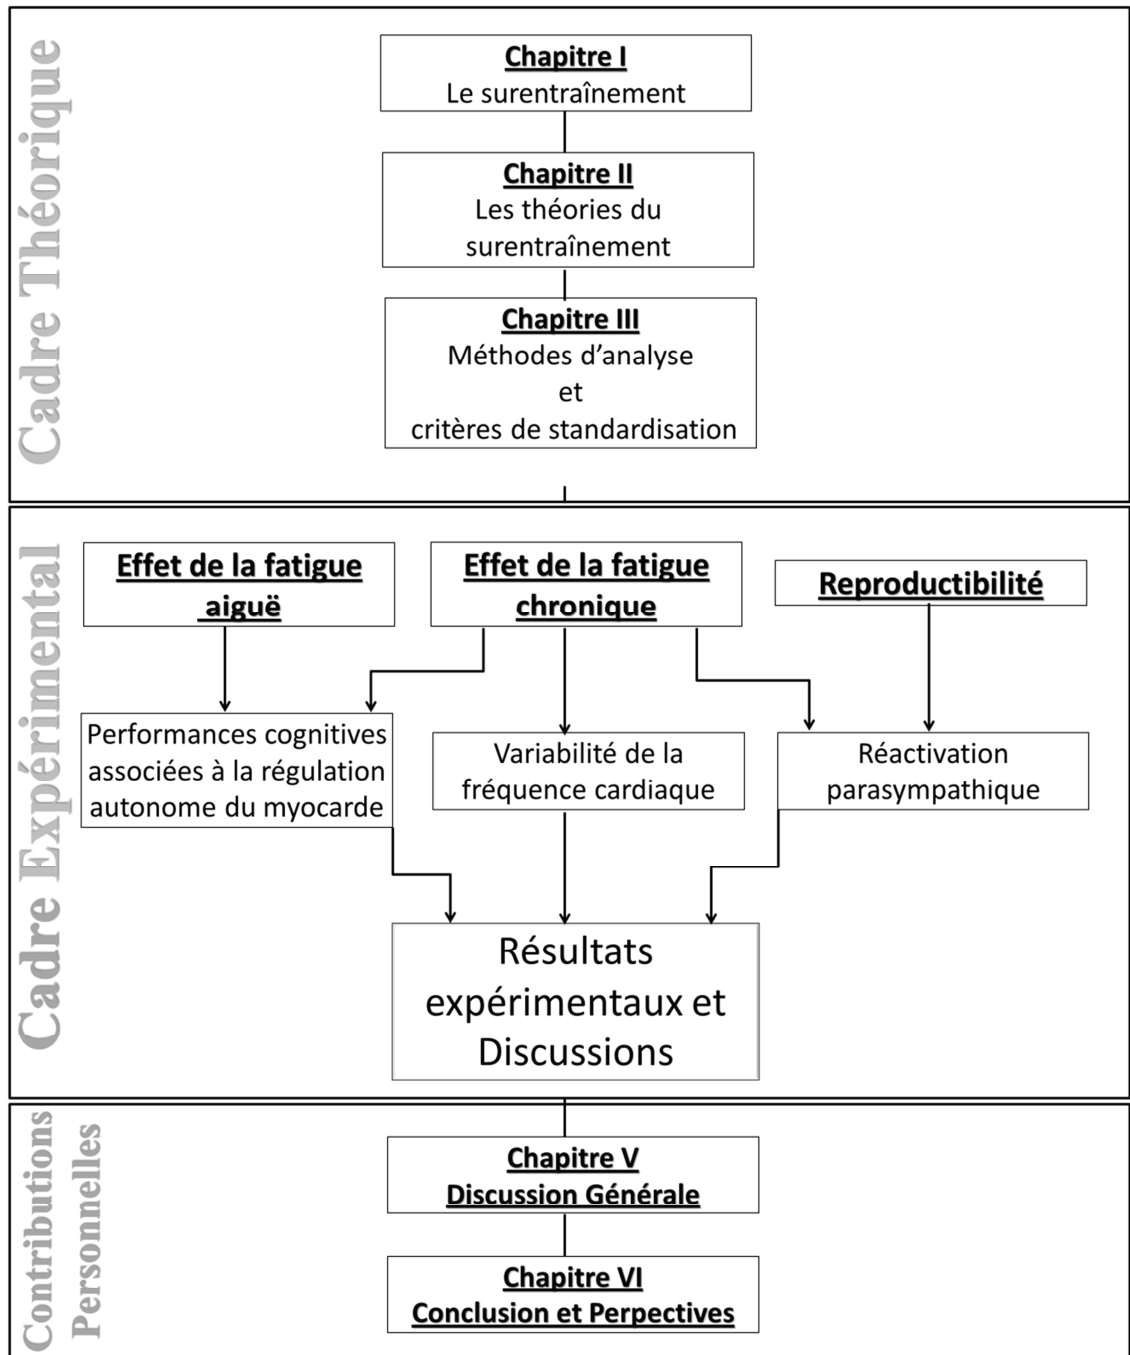 Cadre Théorique
Chapitre I
Le surentraînement
Chapitre II
Les théories du
surentraînement
Chapitre III
Méthodes d’analyse
et
critères de standardisation
Cadre Expérimental
Effet de la fatigue
aiguë
Effet de la fatigue
chronique
Reproductibilité
Performances cognitives
associées à la régulation
autonome du myocarde
Variabilité de la
fréquence cardiaque
Réactivation
parasympathique
Résultats
expérimentaux et
Discussions
Contributions
Personnelles
Chapitre V
Discussion Générale
Chapitre VI
Conclusion et Perpectives